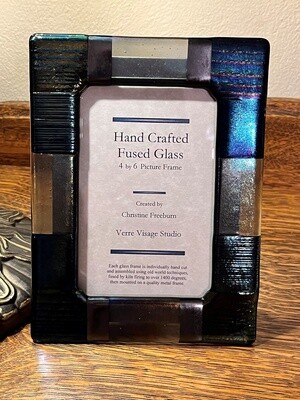 Hand Crafted
Fused Glass
4 by 6 Picture Frame
Created by
Christine Freeburn
Verre Visage Studio
Each glass frame is individually hand cut
and assembled using old world techniques,
fused by kiln firing to over 1400 degrees,
then mounted on a quality metal frame.